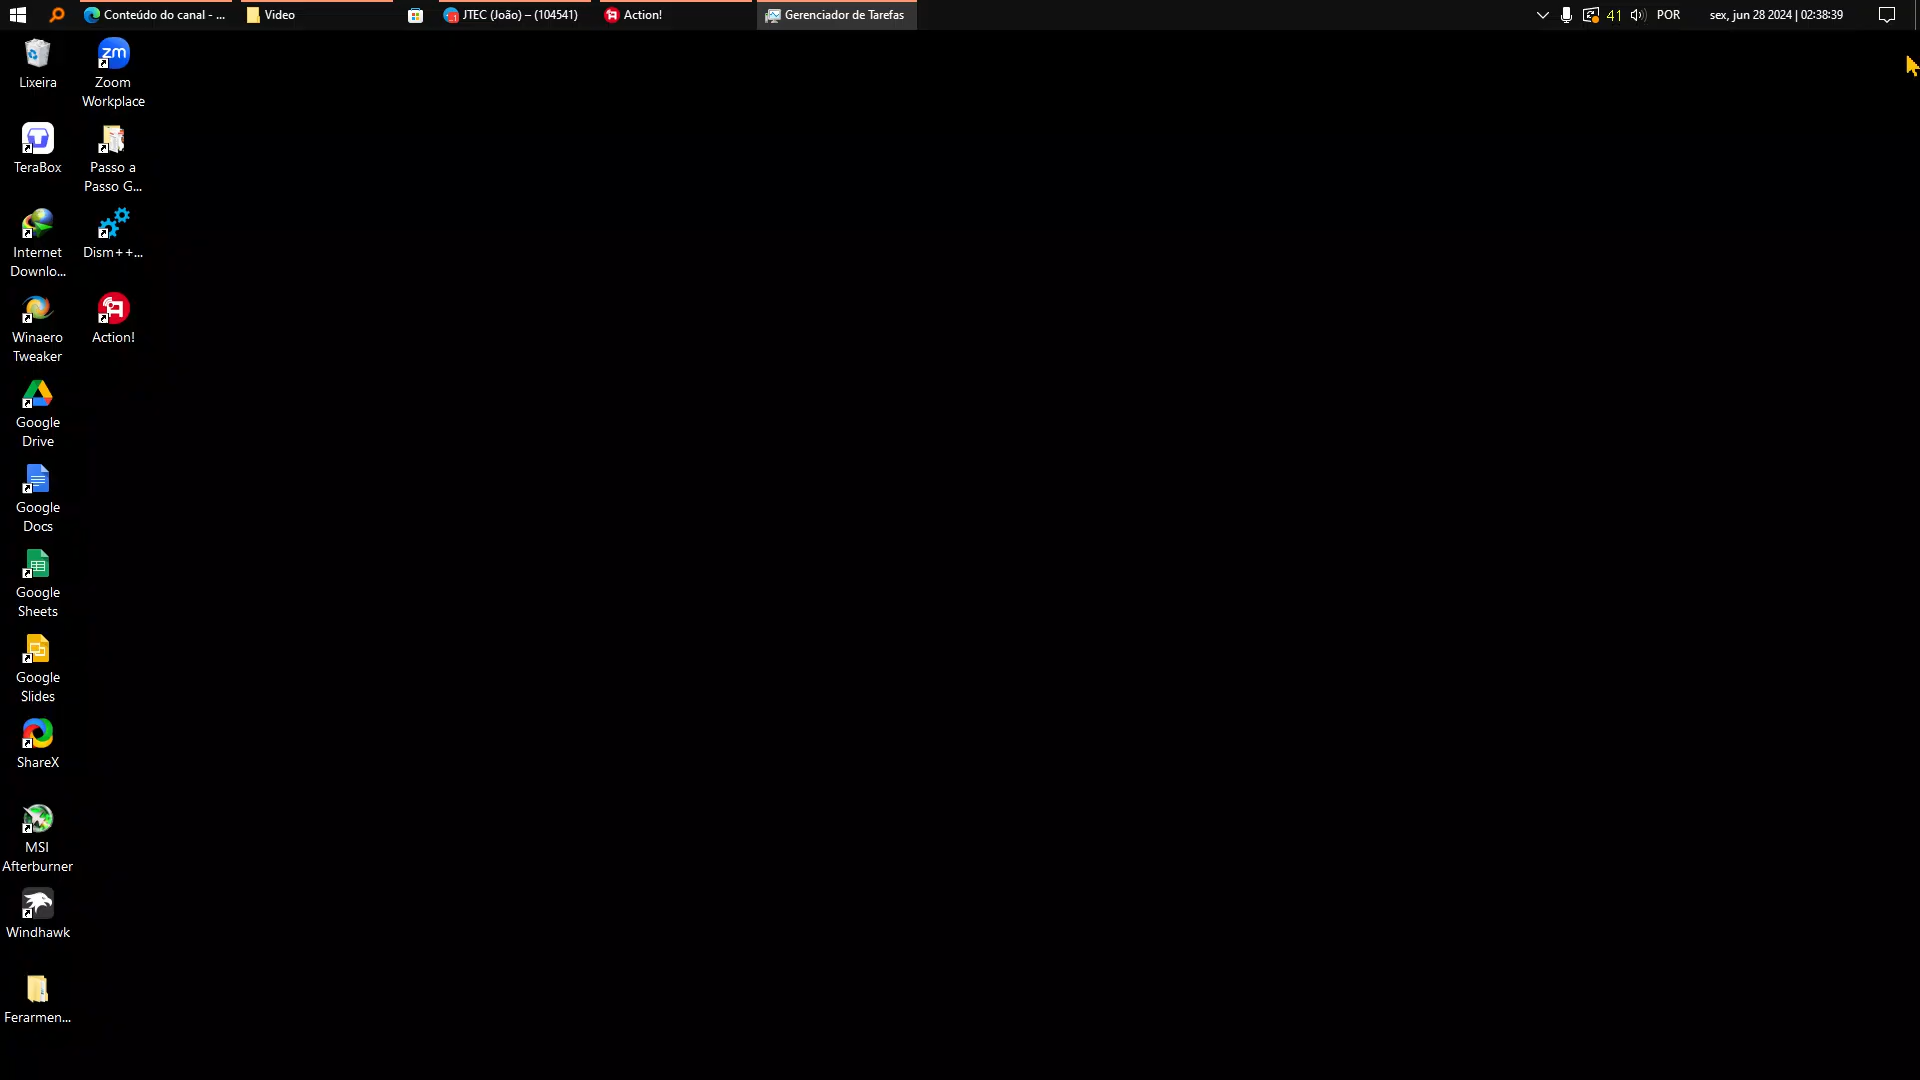 Conteúdo do canal - ...
Video
JTEC (João) – (104541)
Action!
Gerenciador de Tarefas
41
POR
sex, jun 28 2024 | 02:38:39
Lixeira
zm
Zoom
Workplace
TeraBox
Passo a
Passo G...
Internet
Downlo...
Dism++...
Winaero
Tweaker
Action!
Google
Drive
Google
Docs
Google
Sheets
Google
Slides
ShareX
MSI
Afterburner
Windhawk
Ferarmen...